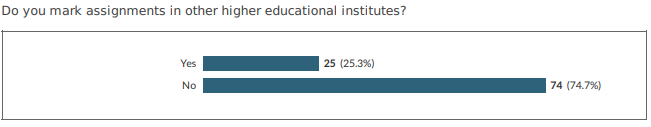 Do you mark assignments in other higher educational institutes?
Yes 25 (25.3%)
No 74 (74.7%)